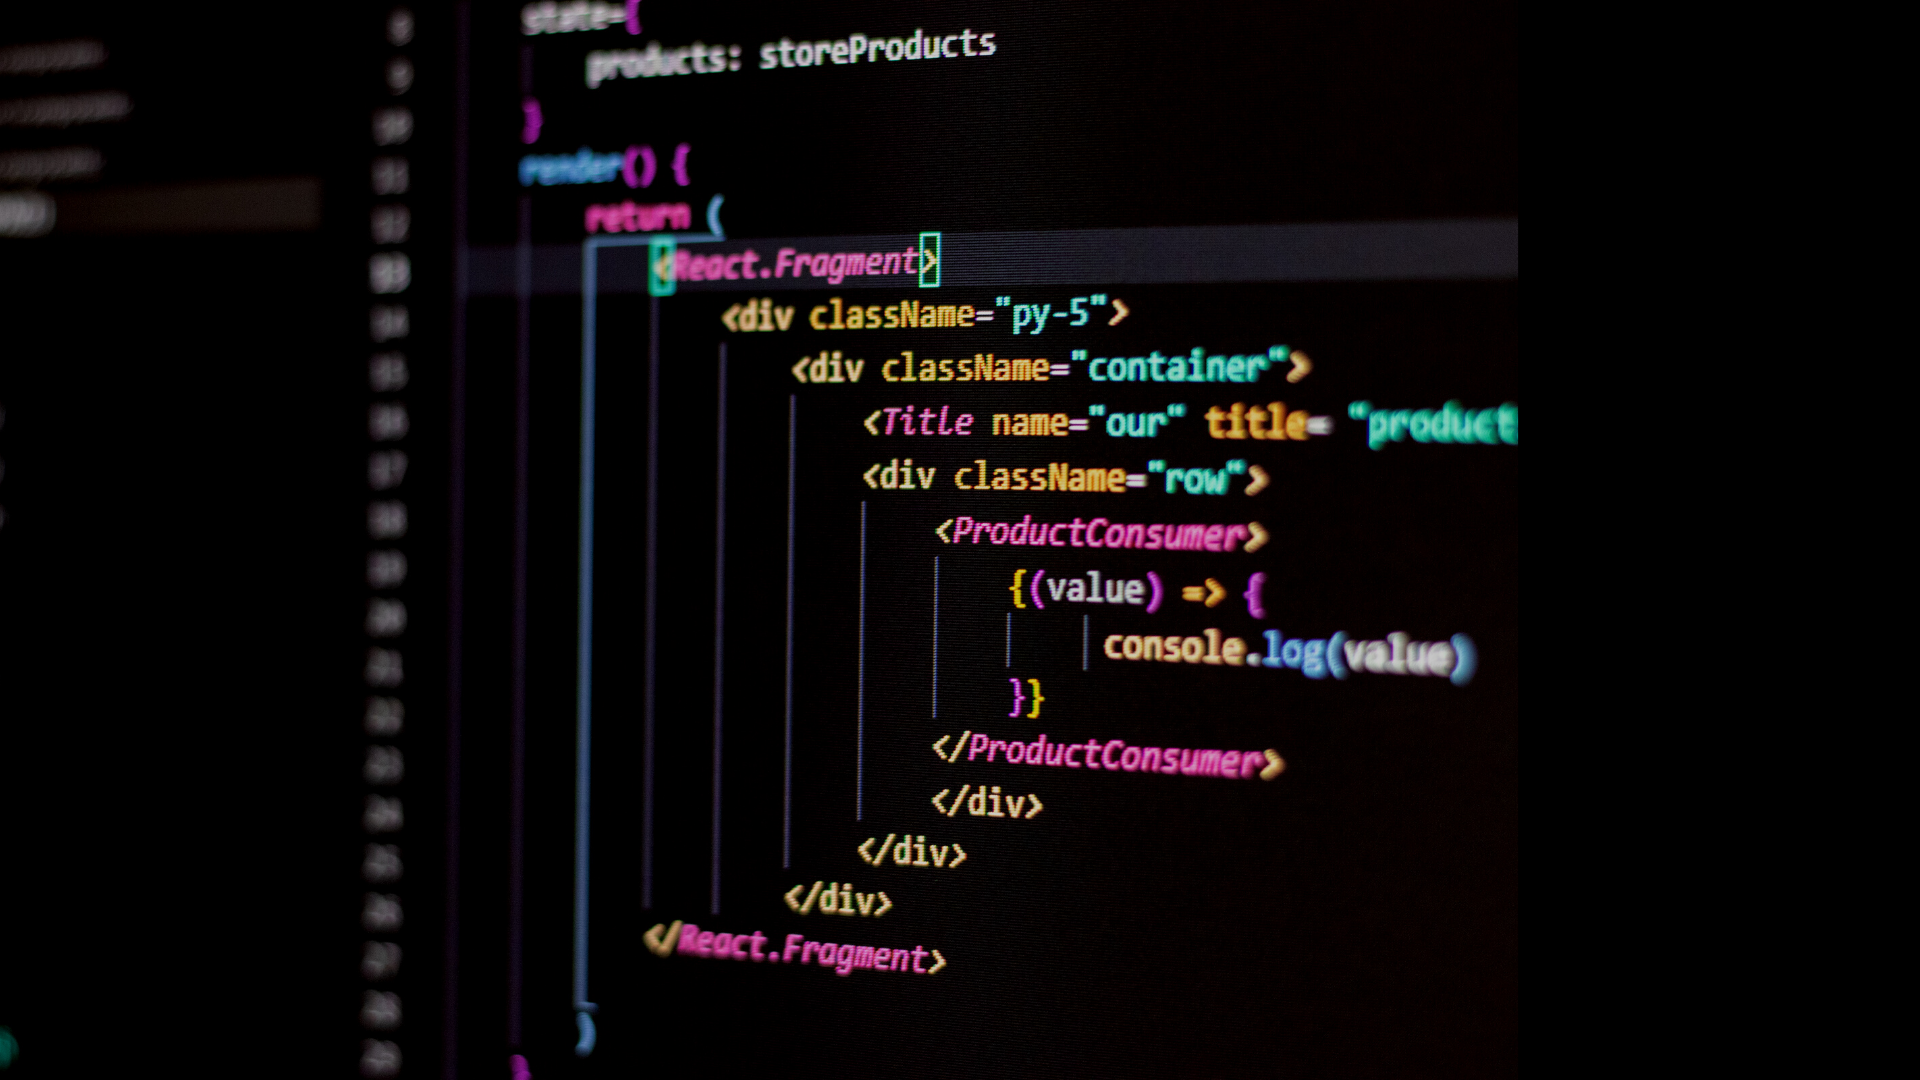 state={
products: storeProducts
}
render() {
return (
<React.Fragment>
<div className="py-5">
<div className="container">
<Title name="our" title= "product
<div className="row">
<ProductConsumer>
{(value) => {
console.log(value)
}}
</ProductConsumer>
</div>
</div>
</div>
</React.Fragment>
)
}